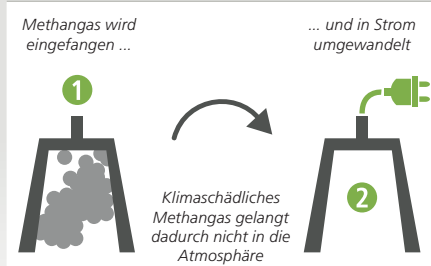 Methangas wird
eingefangen ...
... und in Strom
umgewandelt
1
2
Klimaschädliches
Methangas gelangt
dadurch nicht in die
Atmosphäre